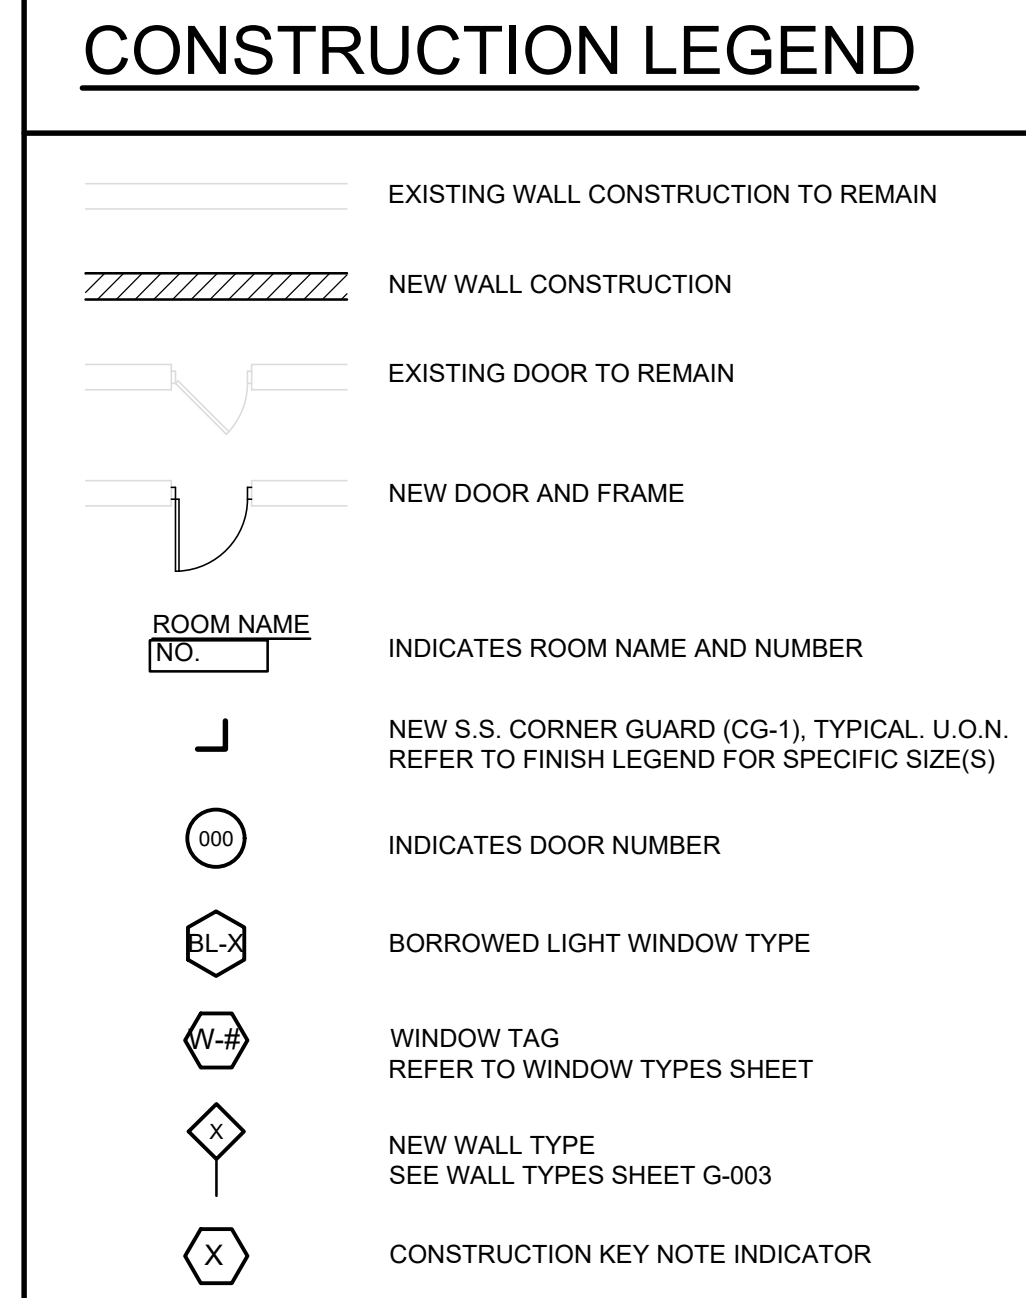 CONSTRUCTION LEGEND
EXISTING WALL CONSTRUCTION TO REMAIN
NEW WALL CONSTRUCTION
EXISTING DOOR TO REMAIN
NEW DOOR AND FRAME
ROOM NAME
NO.
INDICATES ROOM NAME AND NUMBER
NEW S.S. CORNER GUARD (CG-1), TYPICAL. U.O.N.
REFER TO FINISH LEGEND FOR SPECIFIC SIZE(S)
000
INDICATES DOOR NUMBER
BL-X
BORROWED LIGHT WINDOW TYPE
W-#
WINDOW TAG
REFER TO WINDOW TYPES SHEET
X
NEW WALL TYPE
SEE WALL TYPES SHEET G-003
X
CONSTRUCTION KEY NOTE INDICATOR